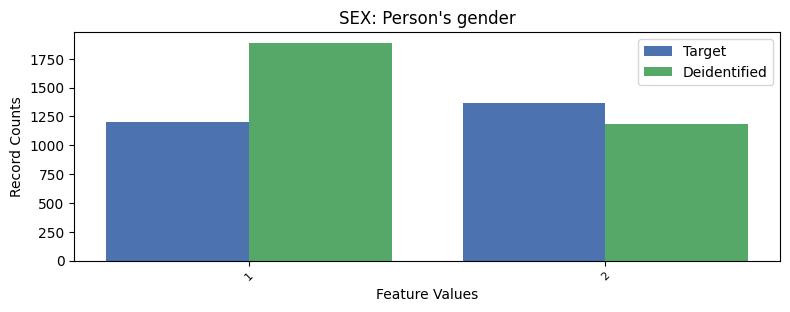 SEX: Person's gender
Target
Deidentified
Record Counts
1750
1500
1250
1000
750
500
250
0
1
2
Feature Values